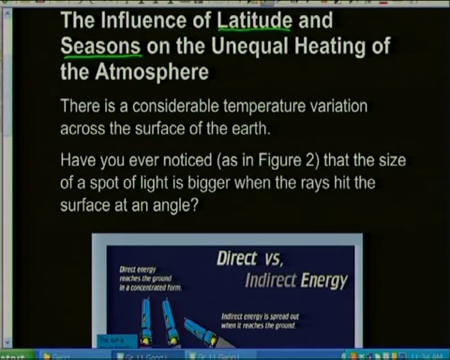 The Influence of Latitude and
Seasons on the Unequal Heating of
the Atmosphere
There is a considerable temperature variation
across the surface of the earth.
Have you ever noticed (as in Figure 2) that the size
of a spot of light is bigger when the rays hit the
surface at an angle?
Direct vs,
Indirect Energy
Direct energy
reaches the ground
in a concentrated form.
Indirect energy is spread out
when it reaches the ground.
start